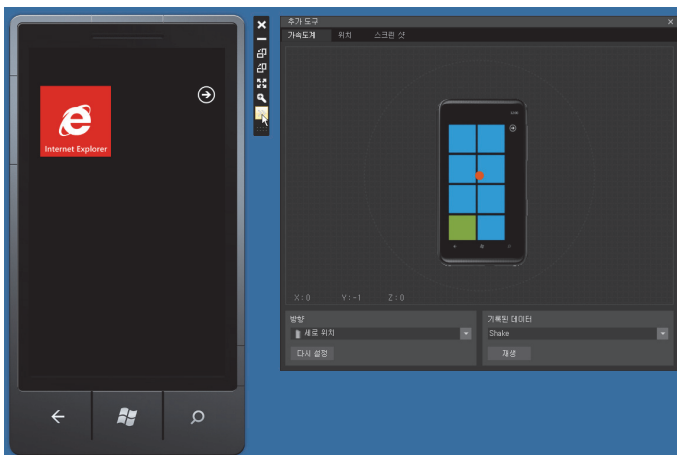 Internet Explorer
추가 도구
가속도계 위치 스크린 샷
X : 0 Y : -1 Z : 0
방향
세로 위치
다시 설정
기록된 데이터
Shake
재생